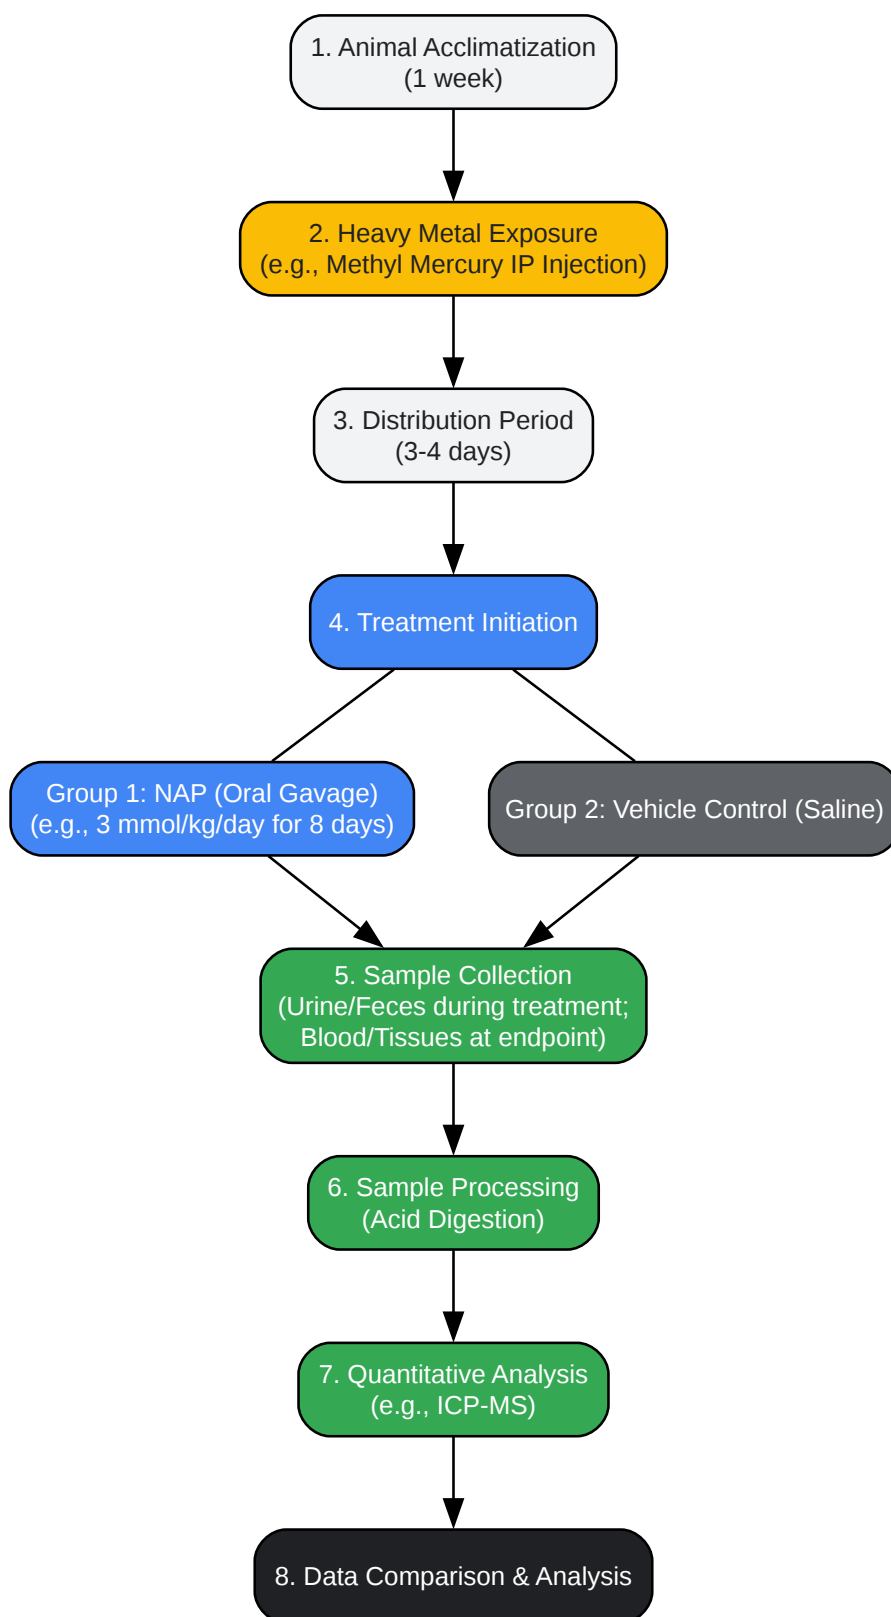 1. Animal Acclimatization
(1 week)
2. Heavy Metal Exposure
(e.g., Methyl Mercury IP Injection)
3. Distribution Period
(3-4 days)
4. Treatment Initiation
Group 1: NAP (Oral Gavage)
(e.g., 3 mmol/kg/day for 8 days)
Group 2: Vehicle Control (Saline)
5. Sample Collection
(Urine/Feces during treatment;
Blood/Tissues at endpoint)
6. Sample Processing
(Acid Digestion)
7. Quantitative Analysis
(e.g., ICP-MS)
8. Data Comparison & Analysis